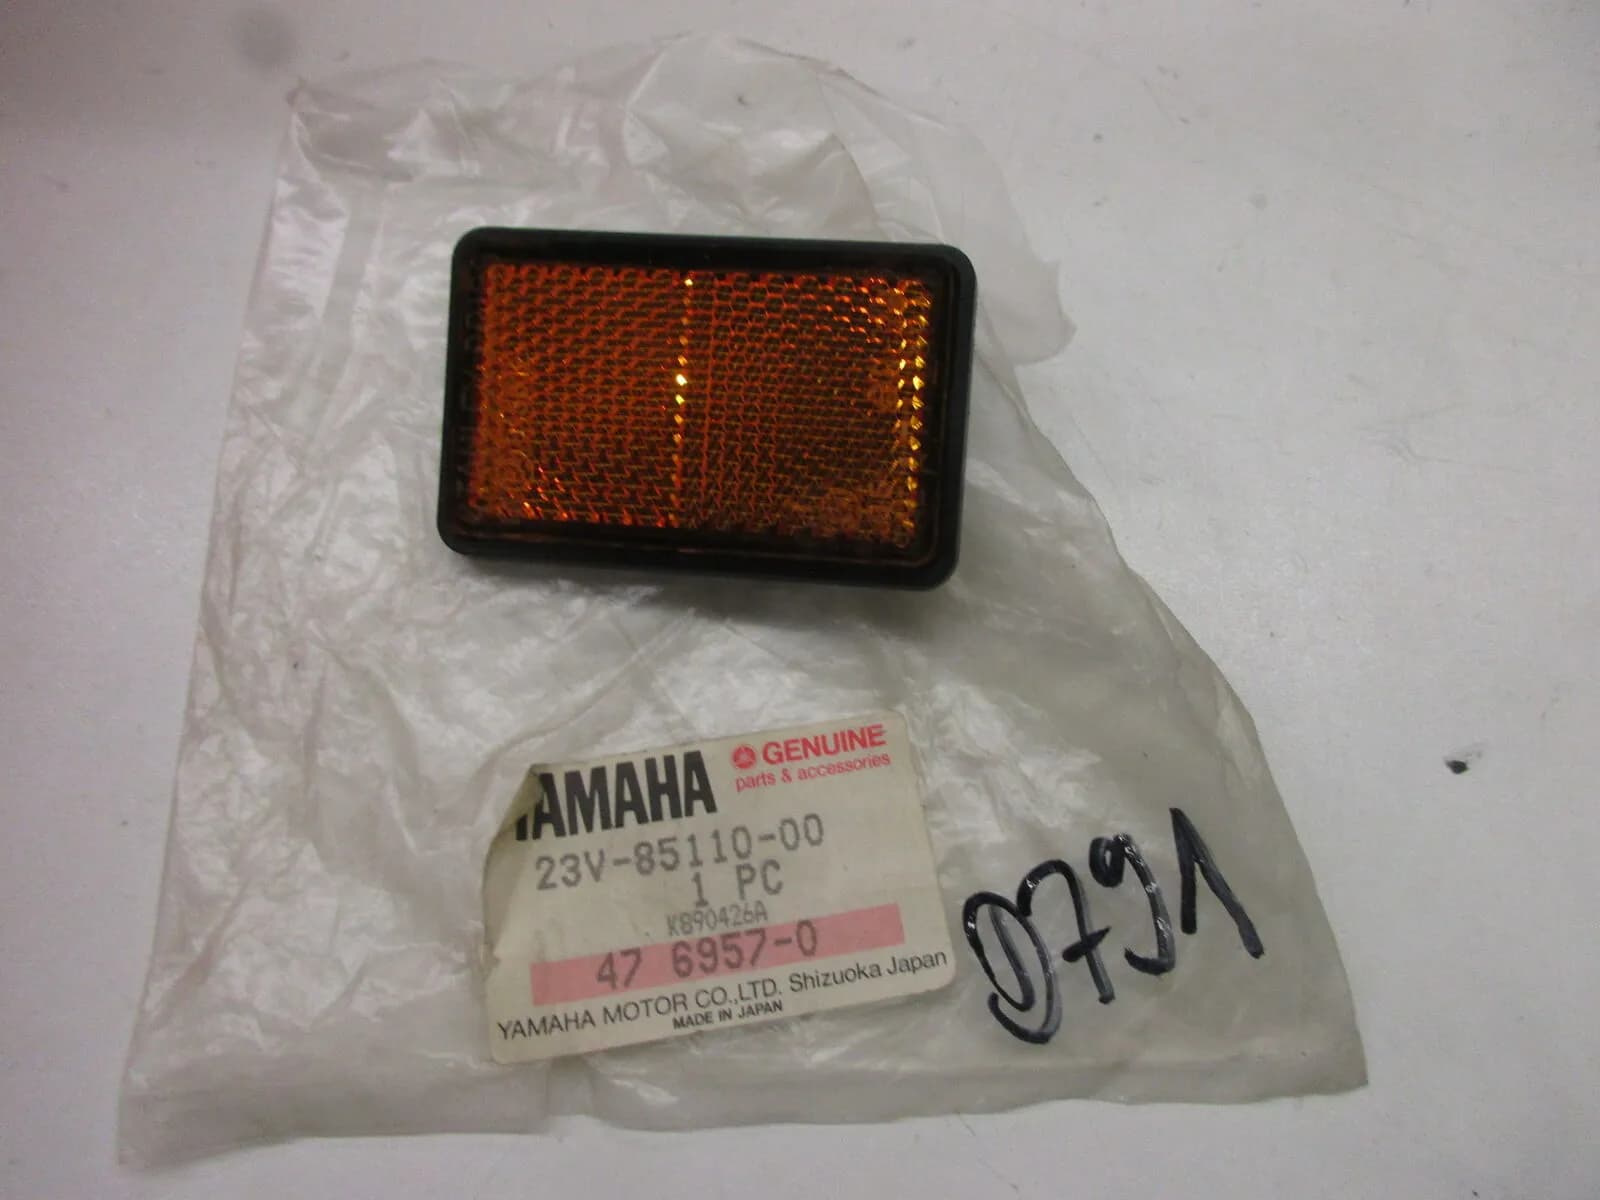 YAMAHA
GENUINE
parts & accessories
23V-85110-00
1 PC
K890426A
47 6957-0
YAMAHA MOTOR CO.,LTD. Shizuoka Japan
MADE IN JAPAN
0791